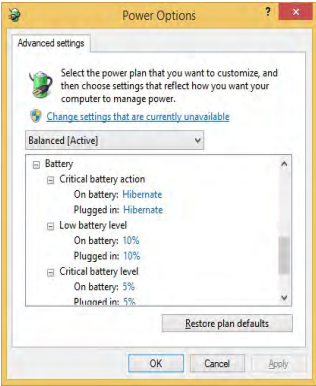 Power Options
?
Advanced settings
Select the power plan that you want to customize, and
then choose settings that reflect how you want your
computer to manage power.
Change settings that are currently unavailable
Balanced [Active]
Battery
Critical battery action
On battery: Hibernate
Plugged in: Hibernate
Low battery level
On battery: 10%
Plugged in: 10%
Critical battery level
On battery: 5%
Plugged in: 5%
Restore plan defaults
OK Cancel Apply